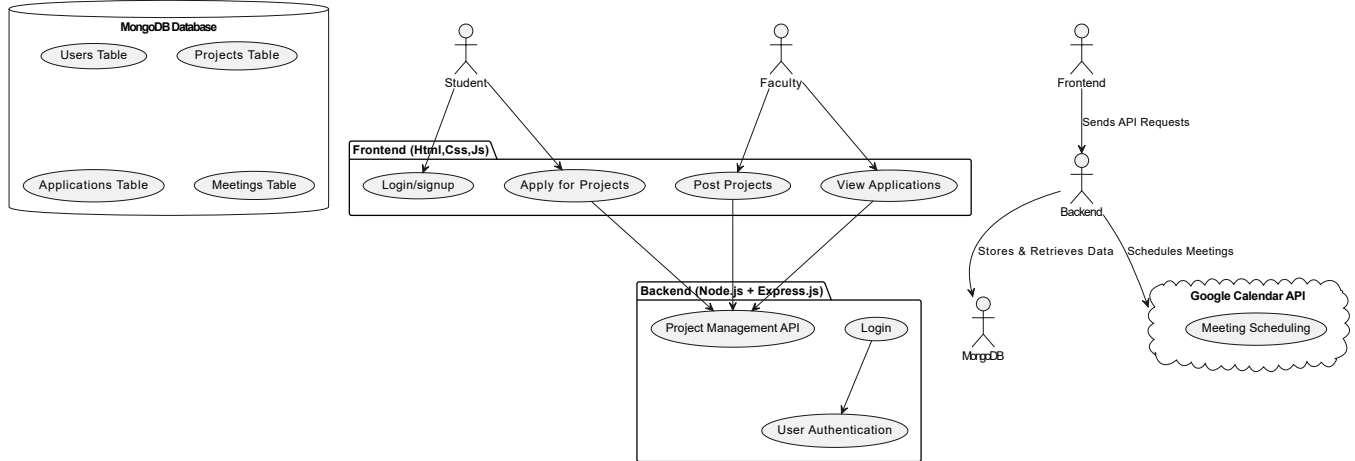 MongoDB Database
Users Table
Projects Table
Applications Table
Meetings Table
Student
Faculty
Frontend (Html,Css,Js)
Login/signup
Apply for Projects
Post Projects
View Applications
Backend (Node.js + Express.js)
Project Management API
Login
User Authentication
Frontend
Sends API Requests
Backend
Stores & Retrieves Data
Schedules Meetings
MongoDB
Google Calendar API
Meeting Scheduling